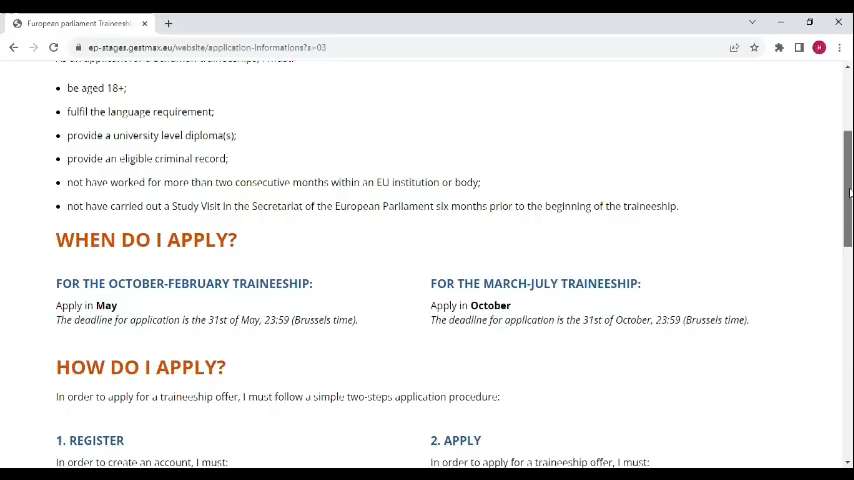 European parliament Traineesh
ep-stages.gestmax.eu/website/application-informations?s=03
H
be aged 18+;
fulfil the language requirement;
provide a university level diploma(s);
provide an eligible criminal record;
not have worked for more than two consecutive months within an EU institution or body;
not have carried out a Study Visit in the Secretariat of the European Parliament six months prior to the beginning of the traineeship.
WHEN DO I APPLY?
FOR THE OCTOBER-FEBRUARY TRAINEESHIP:
Apply in May
The deadline for application is the 31st of May, 23:59 (Brussels time).
FOR THE MARCH-JULY TRAINEESHIP:
Apply in October
The deadline for application is the 31st of October, 23:59 (Brussels time).
HOW DO I APPLY?
In order to apply for a traineeship offer, I must follow a simple two-steps application procedure:
1. REGISTER
In order to create an account, I must:
2. APPLY
In order to apply for a traineeship offer, I must: